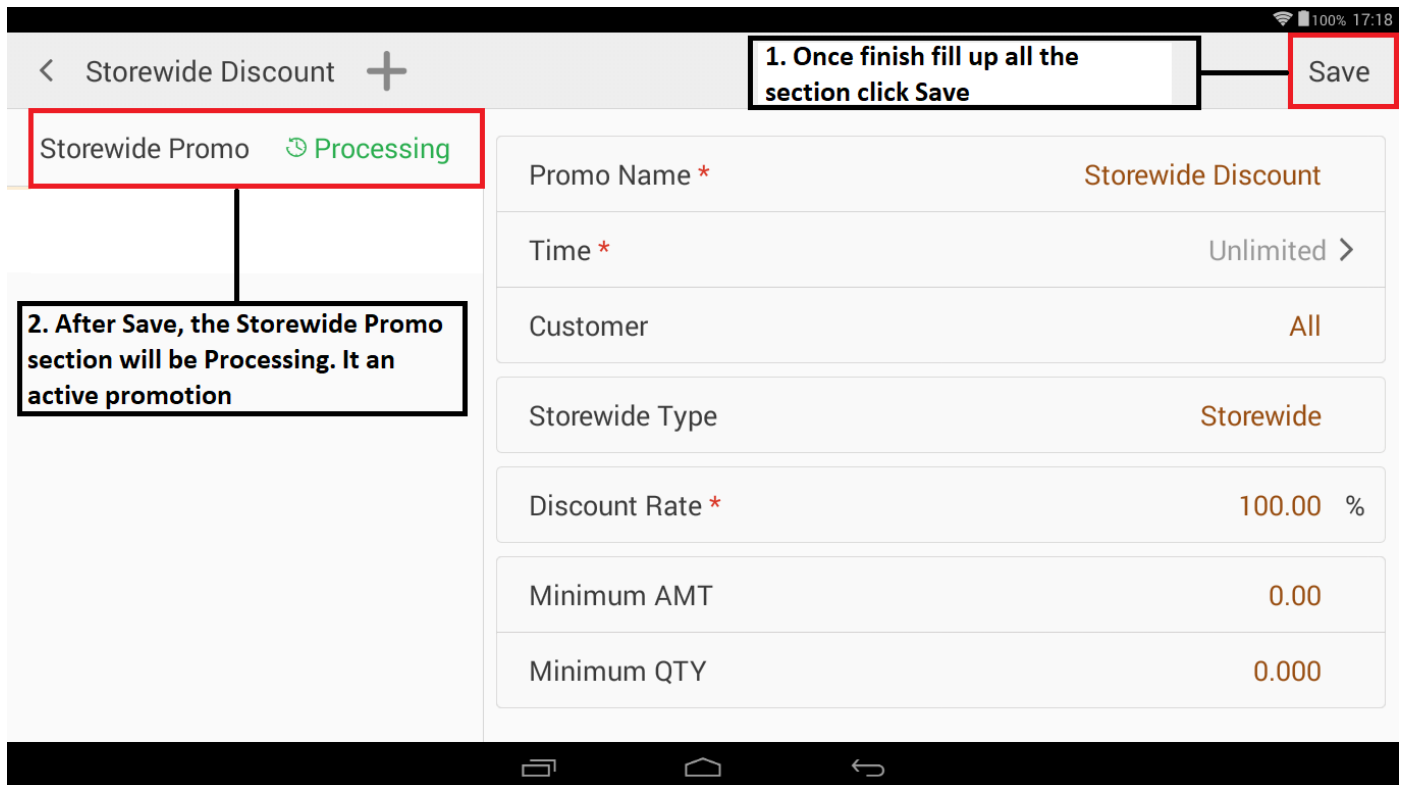 100% 17:18
Storewide Discount
1. Once finish fill up all the
section click Save
Save
Storewide Promo Processing
2. After Save, the Storewide Promo
section will be Processing. It an
active promotion
Promo Name * Storewide Discount
Time * Unlimited
Customer All
Storewide Type Storewide
Discount Rate * 100.00 %
Minimum AMT 0.00
Minimum QTY 0.000